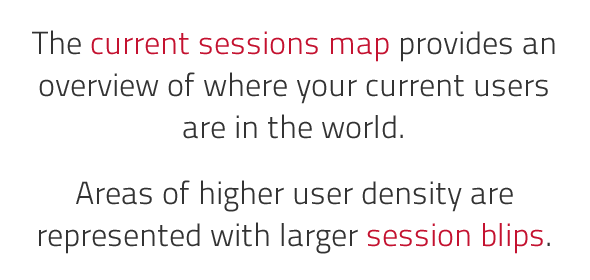 The current sessions map provides an
overview of where your current users
are in the world.
Areas of higher user density are
represented with larger session blips.